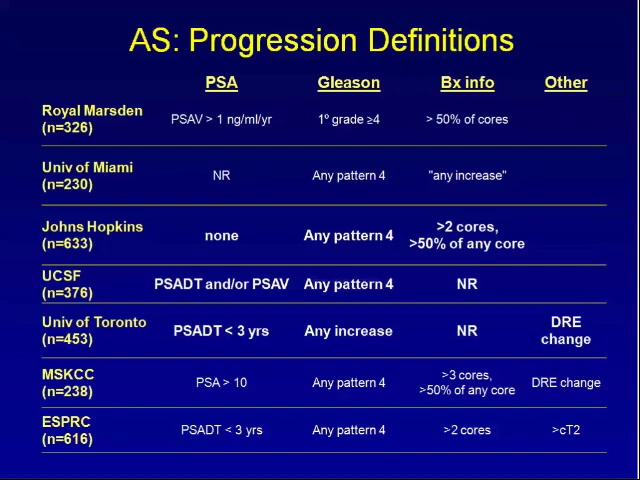 AS: Progression Definitions
PSA Gleason Bx info Other
Royal Marsden
(n=326) PSAV > 1 ng/ml/yr 1º grade ≥4 > 50% of cores
Univ of Miami
(n=230) NR Any pattern 4 "any increase"
Johns Hopkins
(n=633) none Any pattern 4 >2 cores,
>50% of any core
UCSF
(n=376) PSADT and/or PSAV Any pattern 4 NR
Univ of Toronto
(n=453) PSADT < 3 yrs Any increase NR DRE
change
MSKCC
(n=238) PSA > 10 Any pattern 4 >3 cores,
>50% of any core DRE change
ESPRC
(n=616) PSADT < 3 yrs Any pattern 4 >2 cores >cT2